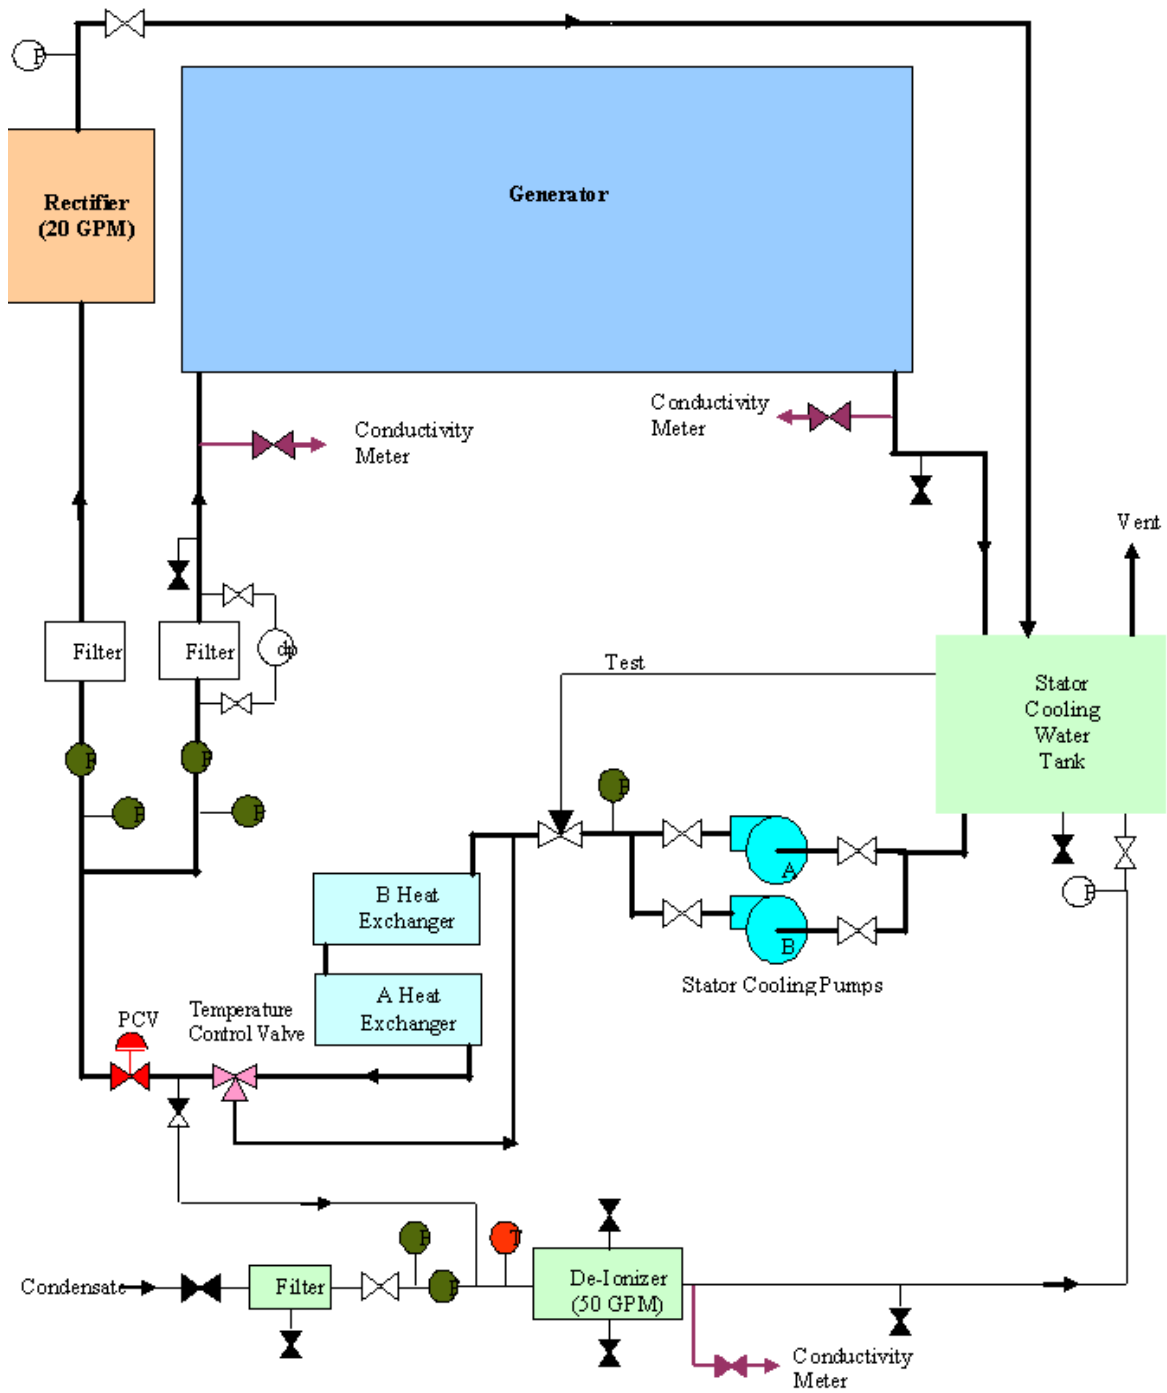 P
Rectifier
(20 GPM)
Generator
Conductivity
Meter
Conductivity
Meter
Vent
Filter
Filter
dp
Test
Stator
Cooling
Water
Tank
A
B
Stator Cooling Pumps
B Heat
Exchanger
A Heat
Exchanger
Temperature
Control Valve
PCV
T
Condensate
Filter
De-Ionizer
(50 GPM)
Conductivity
Meter